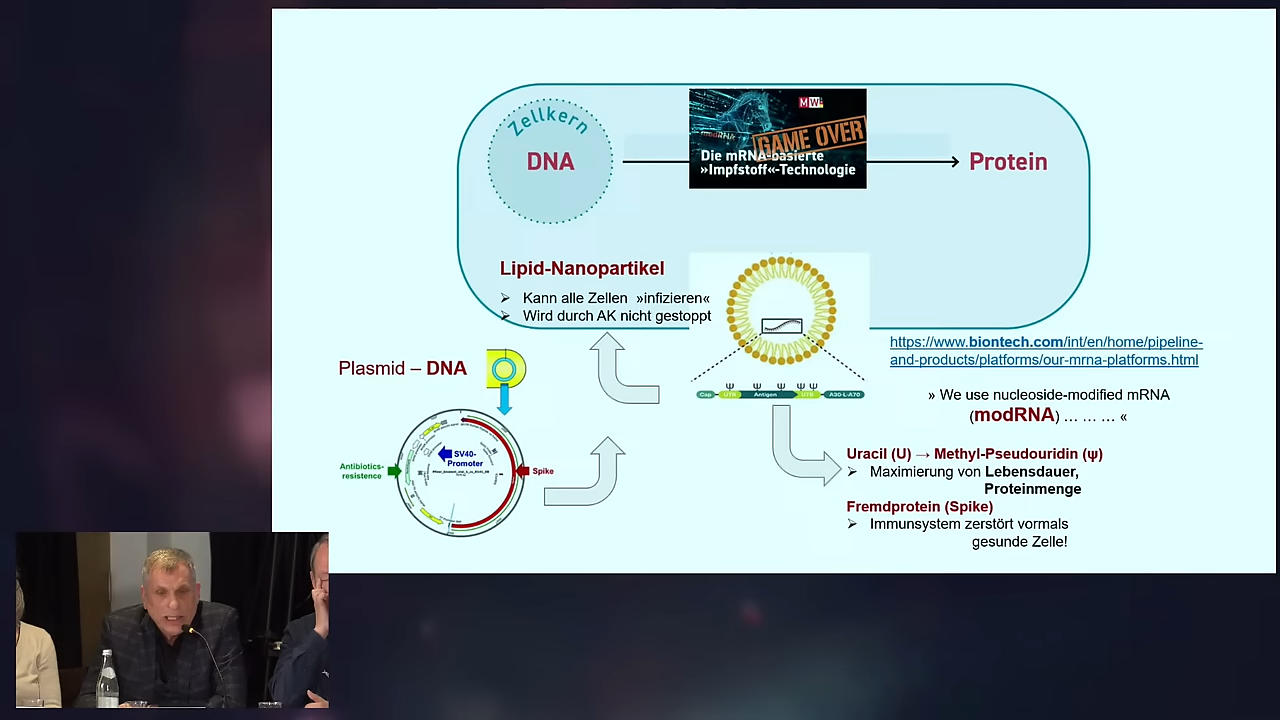 Zellkern
DNA
MW
modRNA
GAME OVER
Die mRNA-basierte
»Impfstoff«-Technologie
Protein
Lipid-Nanopartikel
➢ Kann alle Zellen »infizieren«
➢ Wird durch AK nicht gestoppt
https://www.biontech.com/int/en/home/pipeline-
and-products/platforms/our-mrna-platforms.html
Plasmid – DNA
Ψ Ψ Ψ Ψ Ψ
Cap UTR Antigen UTR A30-L-A70
» We use nucleoside-modified mRNA
(modRNA) … … … «
SV40-
Promoter
Antibiotics-
resistence
Spike
Uracil (U) → Methyl-Pseudouridin (ψ)
➢ Maximierung von Lebensdauer,
Proteinmenge
Fremdprotein (Spike)
➢ Immunsystem zerstört vormals
gesunde Zelle!